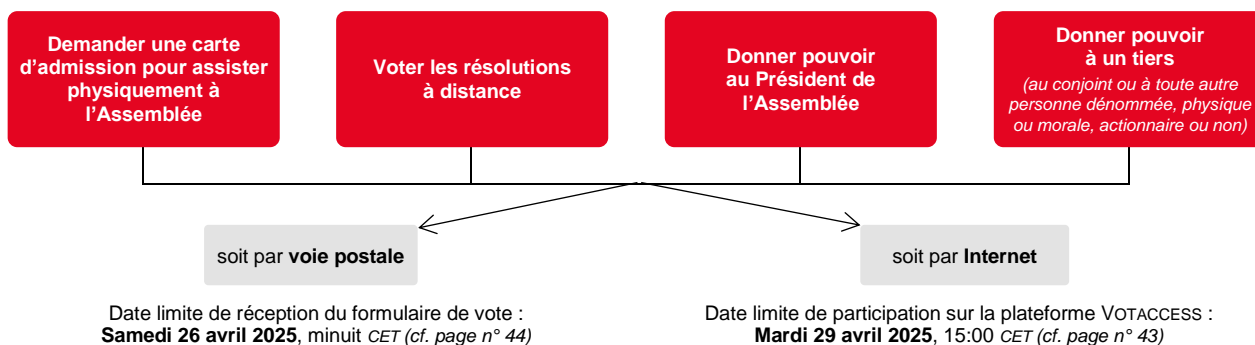 Demander une carte
d'admission pour assister
physiquement à
l'Assemblée
Voter les résolutions
à distance
Donner pouvoir
au Président de
l'Assemblée
Donner pouvoir
à un tiers
(au conjoint ou à toute autre
personne dénommée, physique
ou morale, actionnaire ou non)
soit par voie postale
soit par Internet
Date limite de réception du formulaire de vote :
Samedi 26 avril 2025, minuit CET (cf. page n° 44)
Date limite de participation sur la plateforme VOTACCESS :
Mardi 29 avril 2025, 15:00 CET (cf. page n° 43)